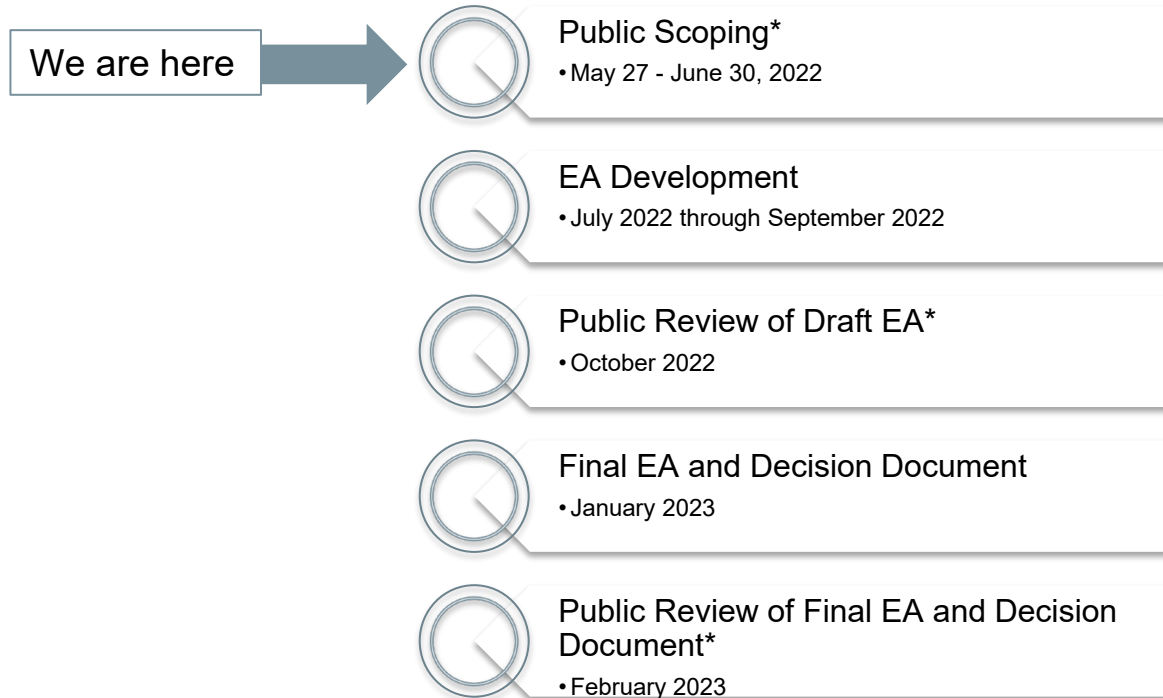 We are here
Public Scoping*
• May 27 - June 30, 2022
EA Development
• July 2022 through September 2022
Public Review of Draft EA*
• October 2022
Final EA and Decision Document
• January 2023
Public Review of Final EA and Decision
Document*
• February 2023